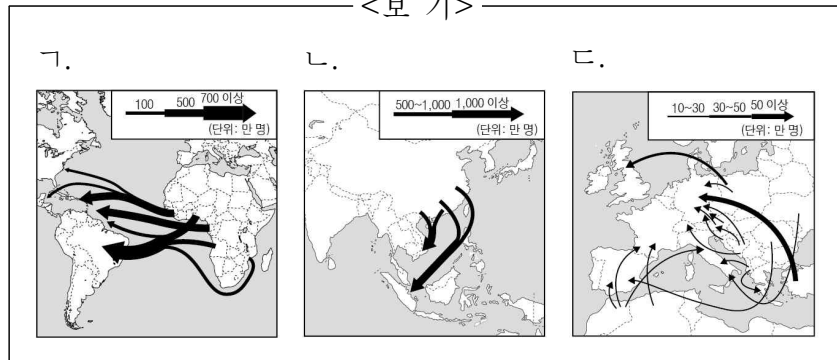 <보 기>
ㄱ.
ㄴ.
ㄷ.
100 500 700 이상
(단위: 만 명)
500~1,000 1,000 이상
(단위: 만 명)
10~30 30~50 50 이상
(단위: 만 명)